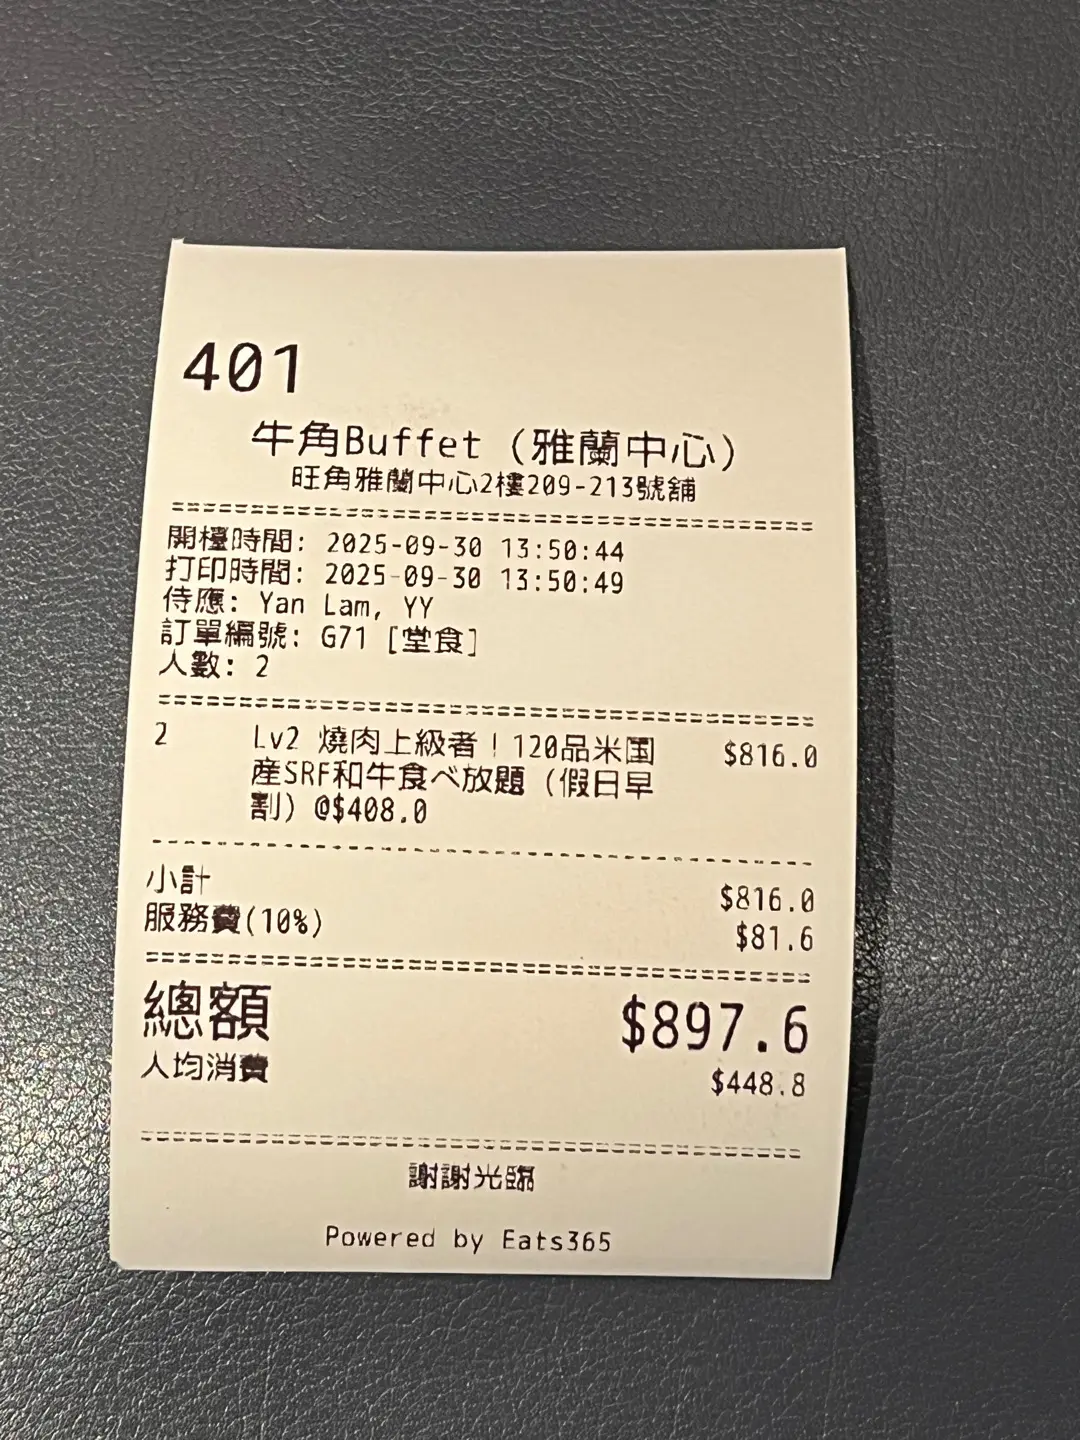 401
牛角Buffet (雅蘭中心)
旺角雅蘭中心2樓209-213號舖
開檯時間: 2025-09-30 13:50:44
打印時間: 2025-09-30 13:50:49
侍應: Yan Lam, YY
訂單編號: G71 [堂食]
人數: 2
2 Lv2 燒肉上級者！120品米国 $816.0
産SRF和牛食べ放題 (假日早
割) @$408.0
小計 $816.0
服務費(10%) $81.6
總額 $897.6
人均消費 $448.8
謝謝光臨
Powered by Eats365